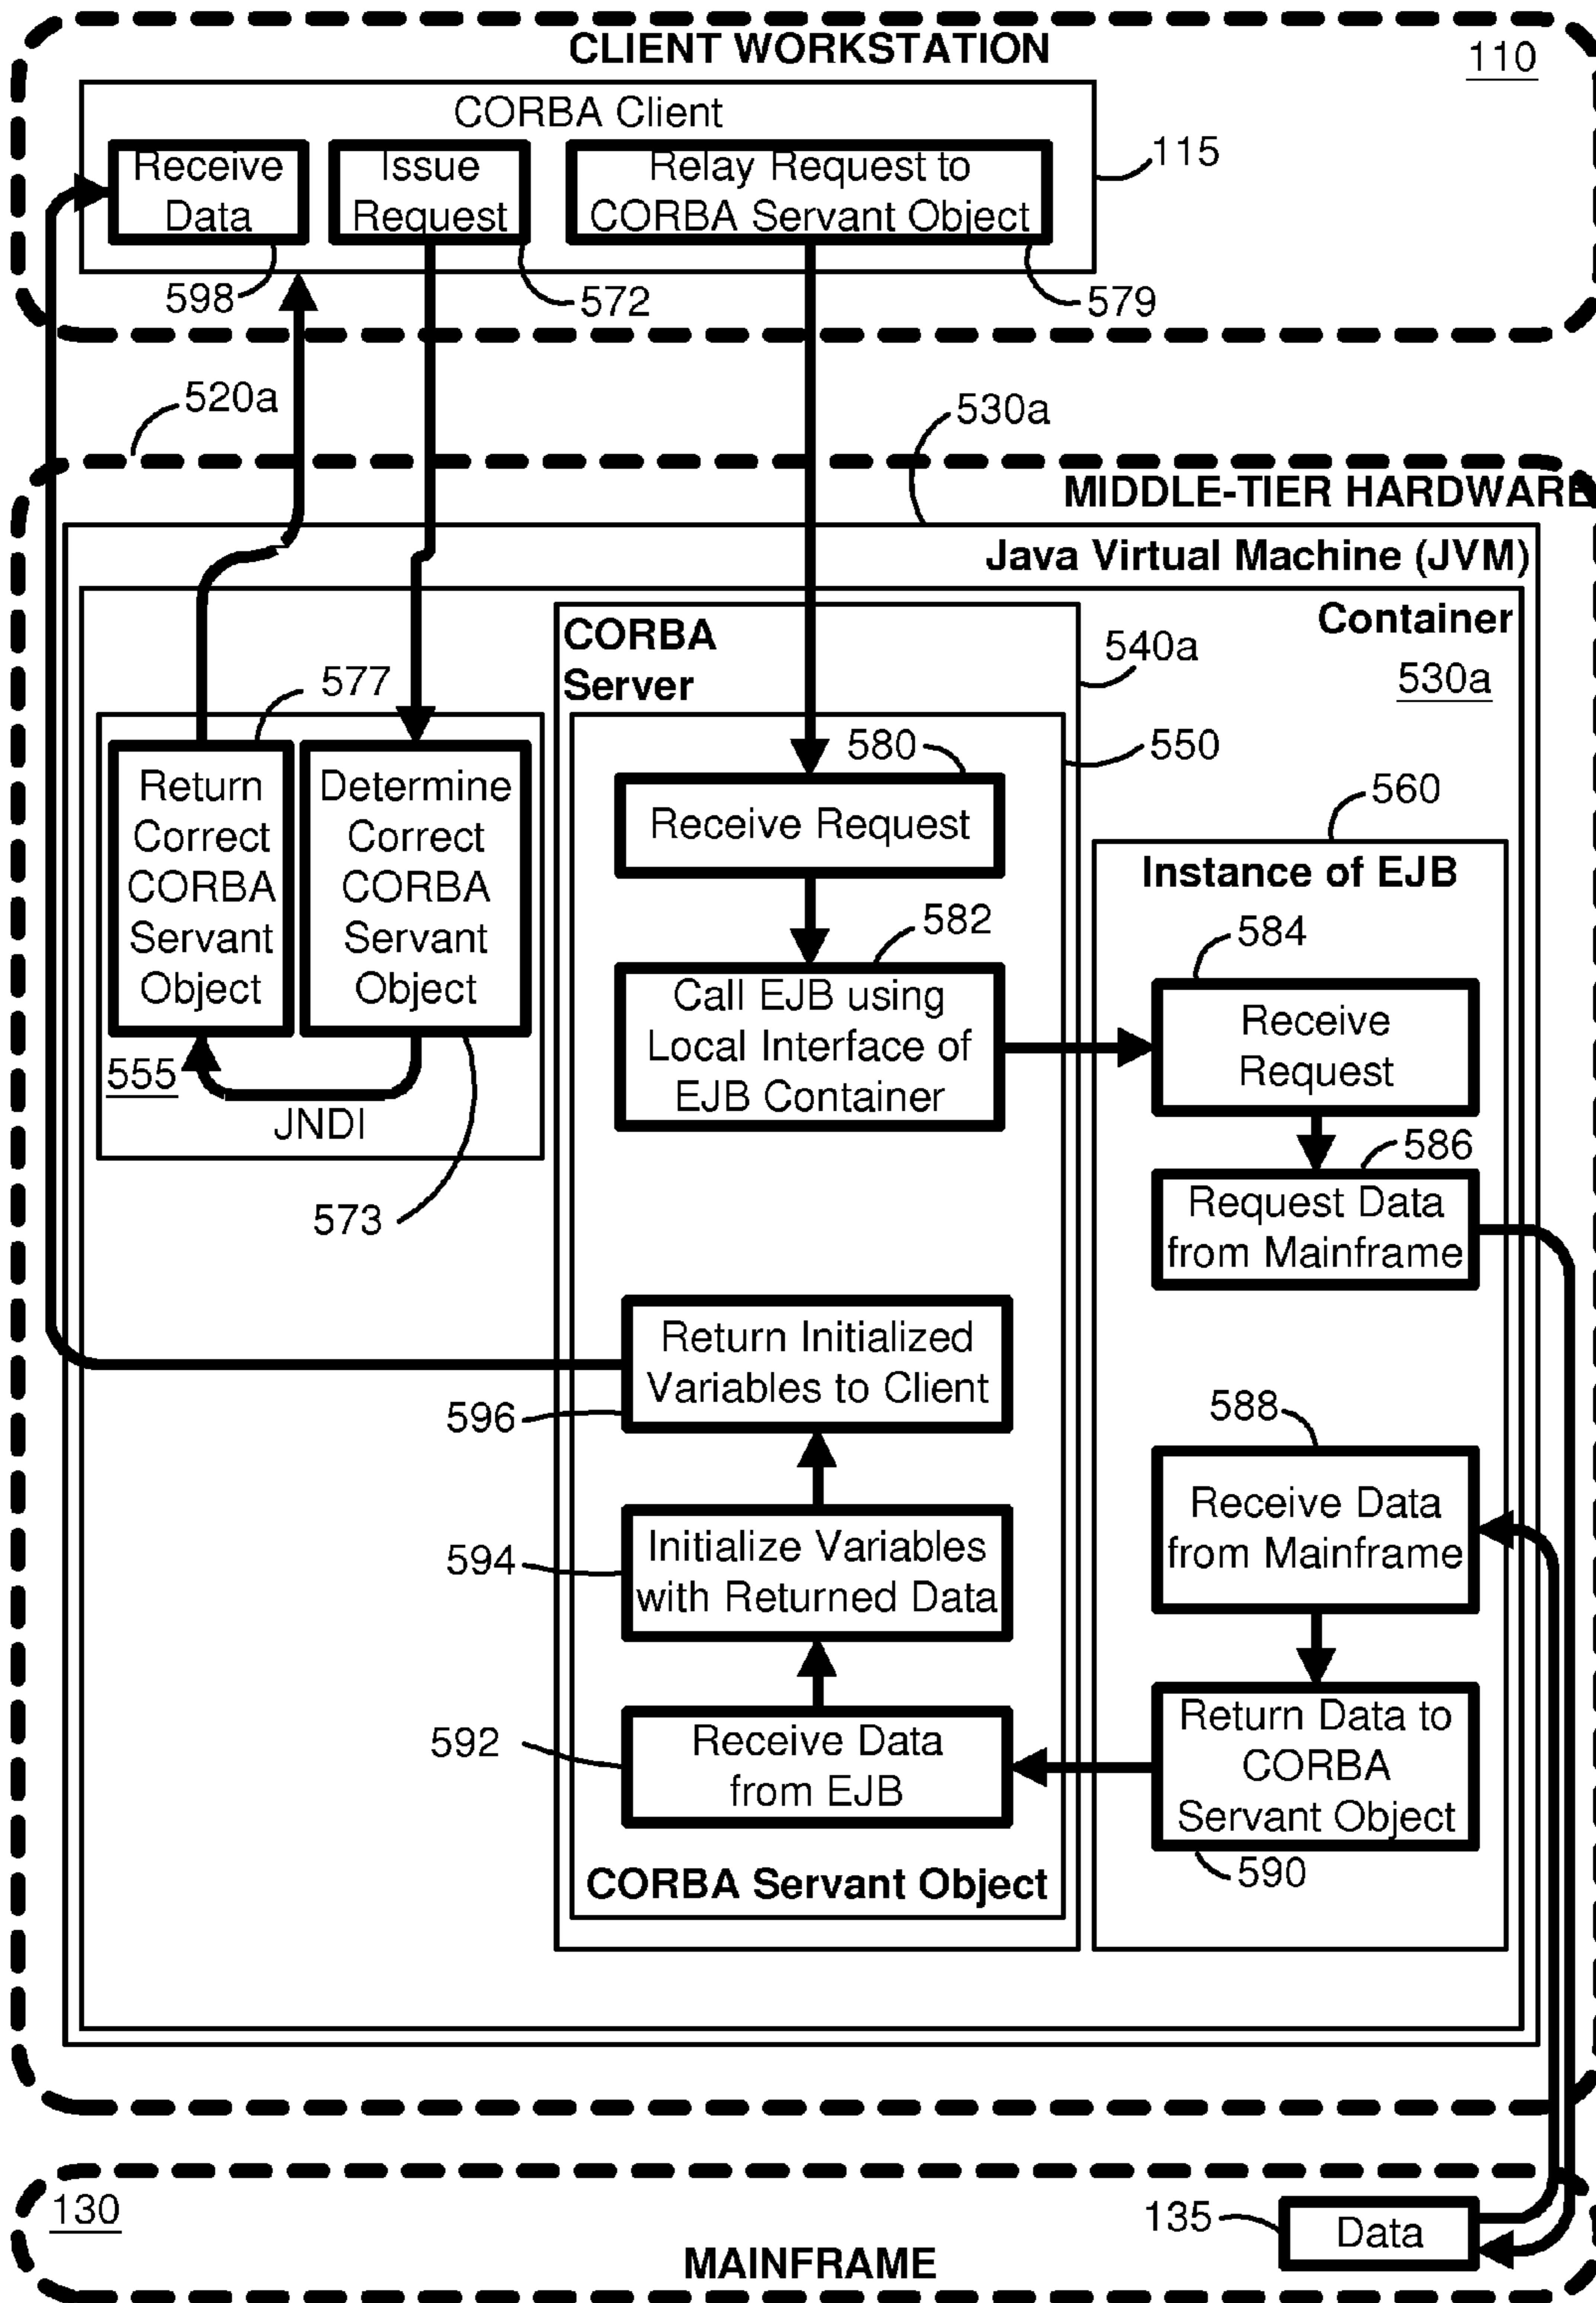 CLIENT WORKSTATION
110
CORBA Client
115
Receive
Data
Issue
Request
Relay Request to
CORBA Servant Object
598
572
579
520a
530a
MIDDLE-TIER HARDWARE
Java Virtual Machine (JVM)
Container
530a
CORBA
Server
540a
577
550
580
560
Return
Correct
CORBA
Servant
Object
Determine
Correct
CORBA
Servant
Object
555
JNDI
573
Receive Request
582
Call EJB using
Local Interface of
EJB Container
Instance of EJB
584
Receive
Request
586
Request Data
from Mainframe
Return Initialized
Variables to Client
596
588
Receive Data
from Mainframe
594
Initialize Variables
with Returned Data
592
Receive Data
from EJB
Return Data to
CORBA
Servant Object
590
CORBA Servant Object
130
135
Data
MAINFRAME